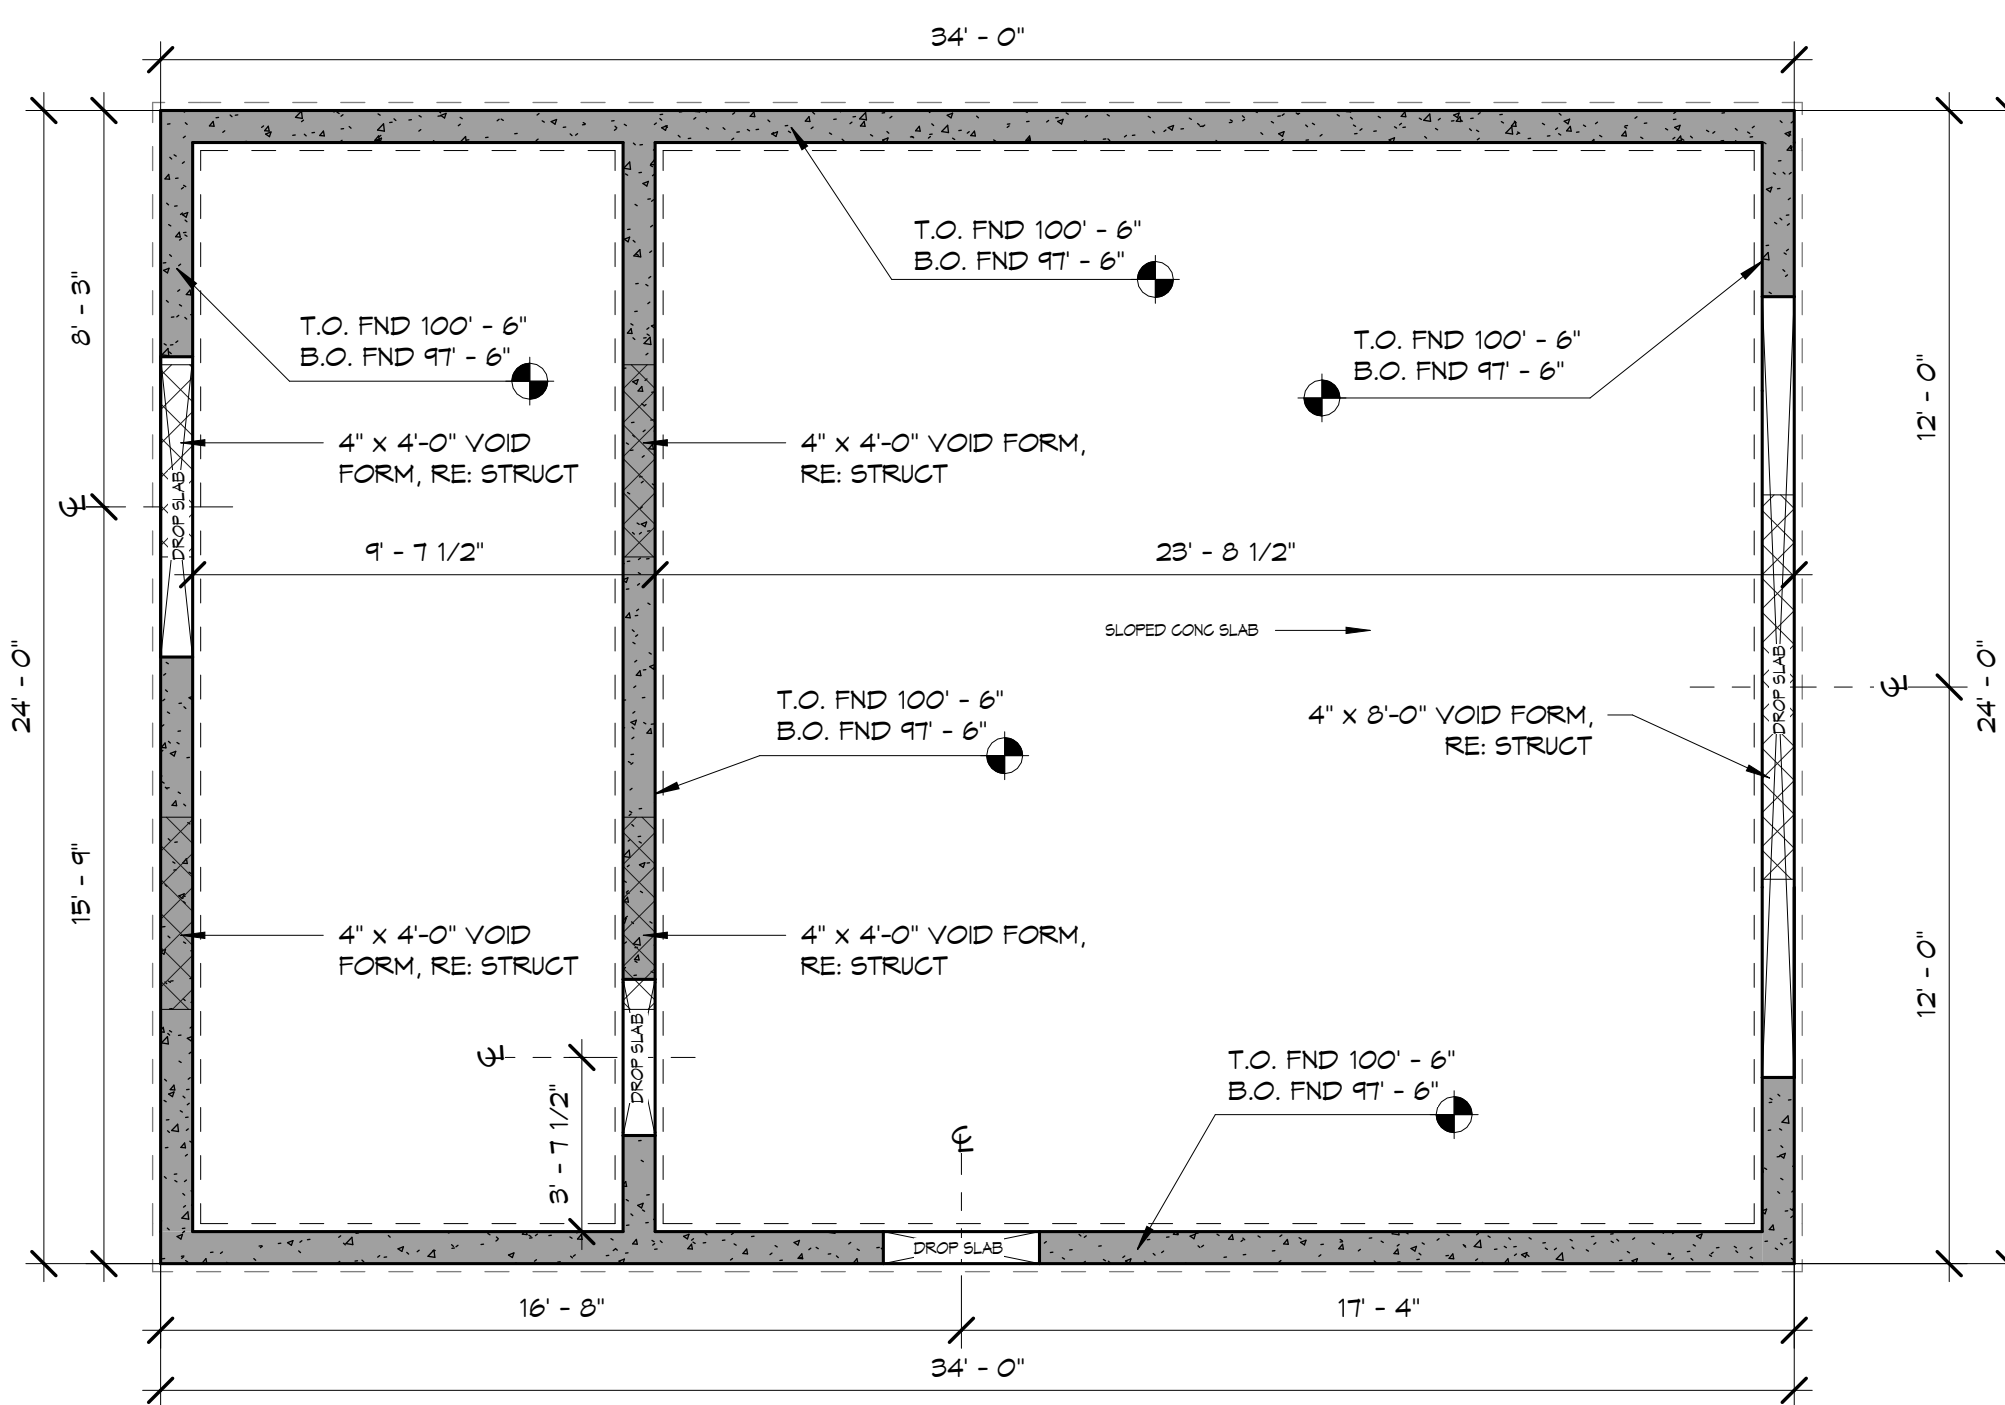 34' - 0"
T.O. FND 100' - 6"
B.O. FND 97' - 6"
8' - 3"
T.O. FND 100' - 6"
B.O. FND 97' - 6"
T.O. FND 100' - 6"
B.O. FND 97' - 6"
12' - 0"
4" x 4'-0" VOID
FORM, RE: STRUCT
4" x 4'-0" VOID FORM,
RE: STRUCT
DROP SLAB
℄
9' - 7 1/2"
23' - 8 1/2"
SLOPED CONC SLAB
24' - 0"
T.O. FND 100' - 6"
B.O. FND 97' - 6"
4" x 8'-0" VOID FORM,
RE: STRUCT
DROP SLAB
℄
24' - 0"
15' - 9"
4" x 4'-0" VOID
FORM, RE: STRUCT
4" x 4'-0" VOID FORM,
RE: STRUCT
12' - 0"
℄
DROP SLAB
3' - 7 1/2"
T.O. FND 100' - 6"
B.O. FND 97' - 6"
℄
DROP SLAB
16' - 8"
17' - 4"
34' - 0"